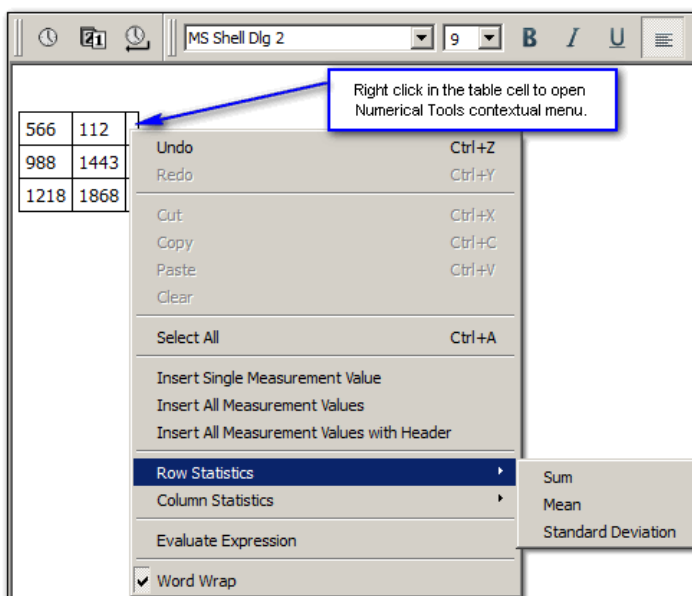 MS Shell Dlg 2 9 B I U
Right click in the table cell to open
Numerical Tools contextual menu.
566 112
988 1443
1218 1868
Undo Ctrl+Z
Redo Ctrl+Y
Cut Ctrl+X
Copy Ctrl+C
Paste Ctrl+V
Clear
Select All Ctrl+A
Insert Single Measurement Value
Insert All Measurement Values
Insert All Measurement Values with Header
Row Statistics
Column Statistics
Evaluate Expression
Word Wrap
Sum
Mean
Standard Deviation